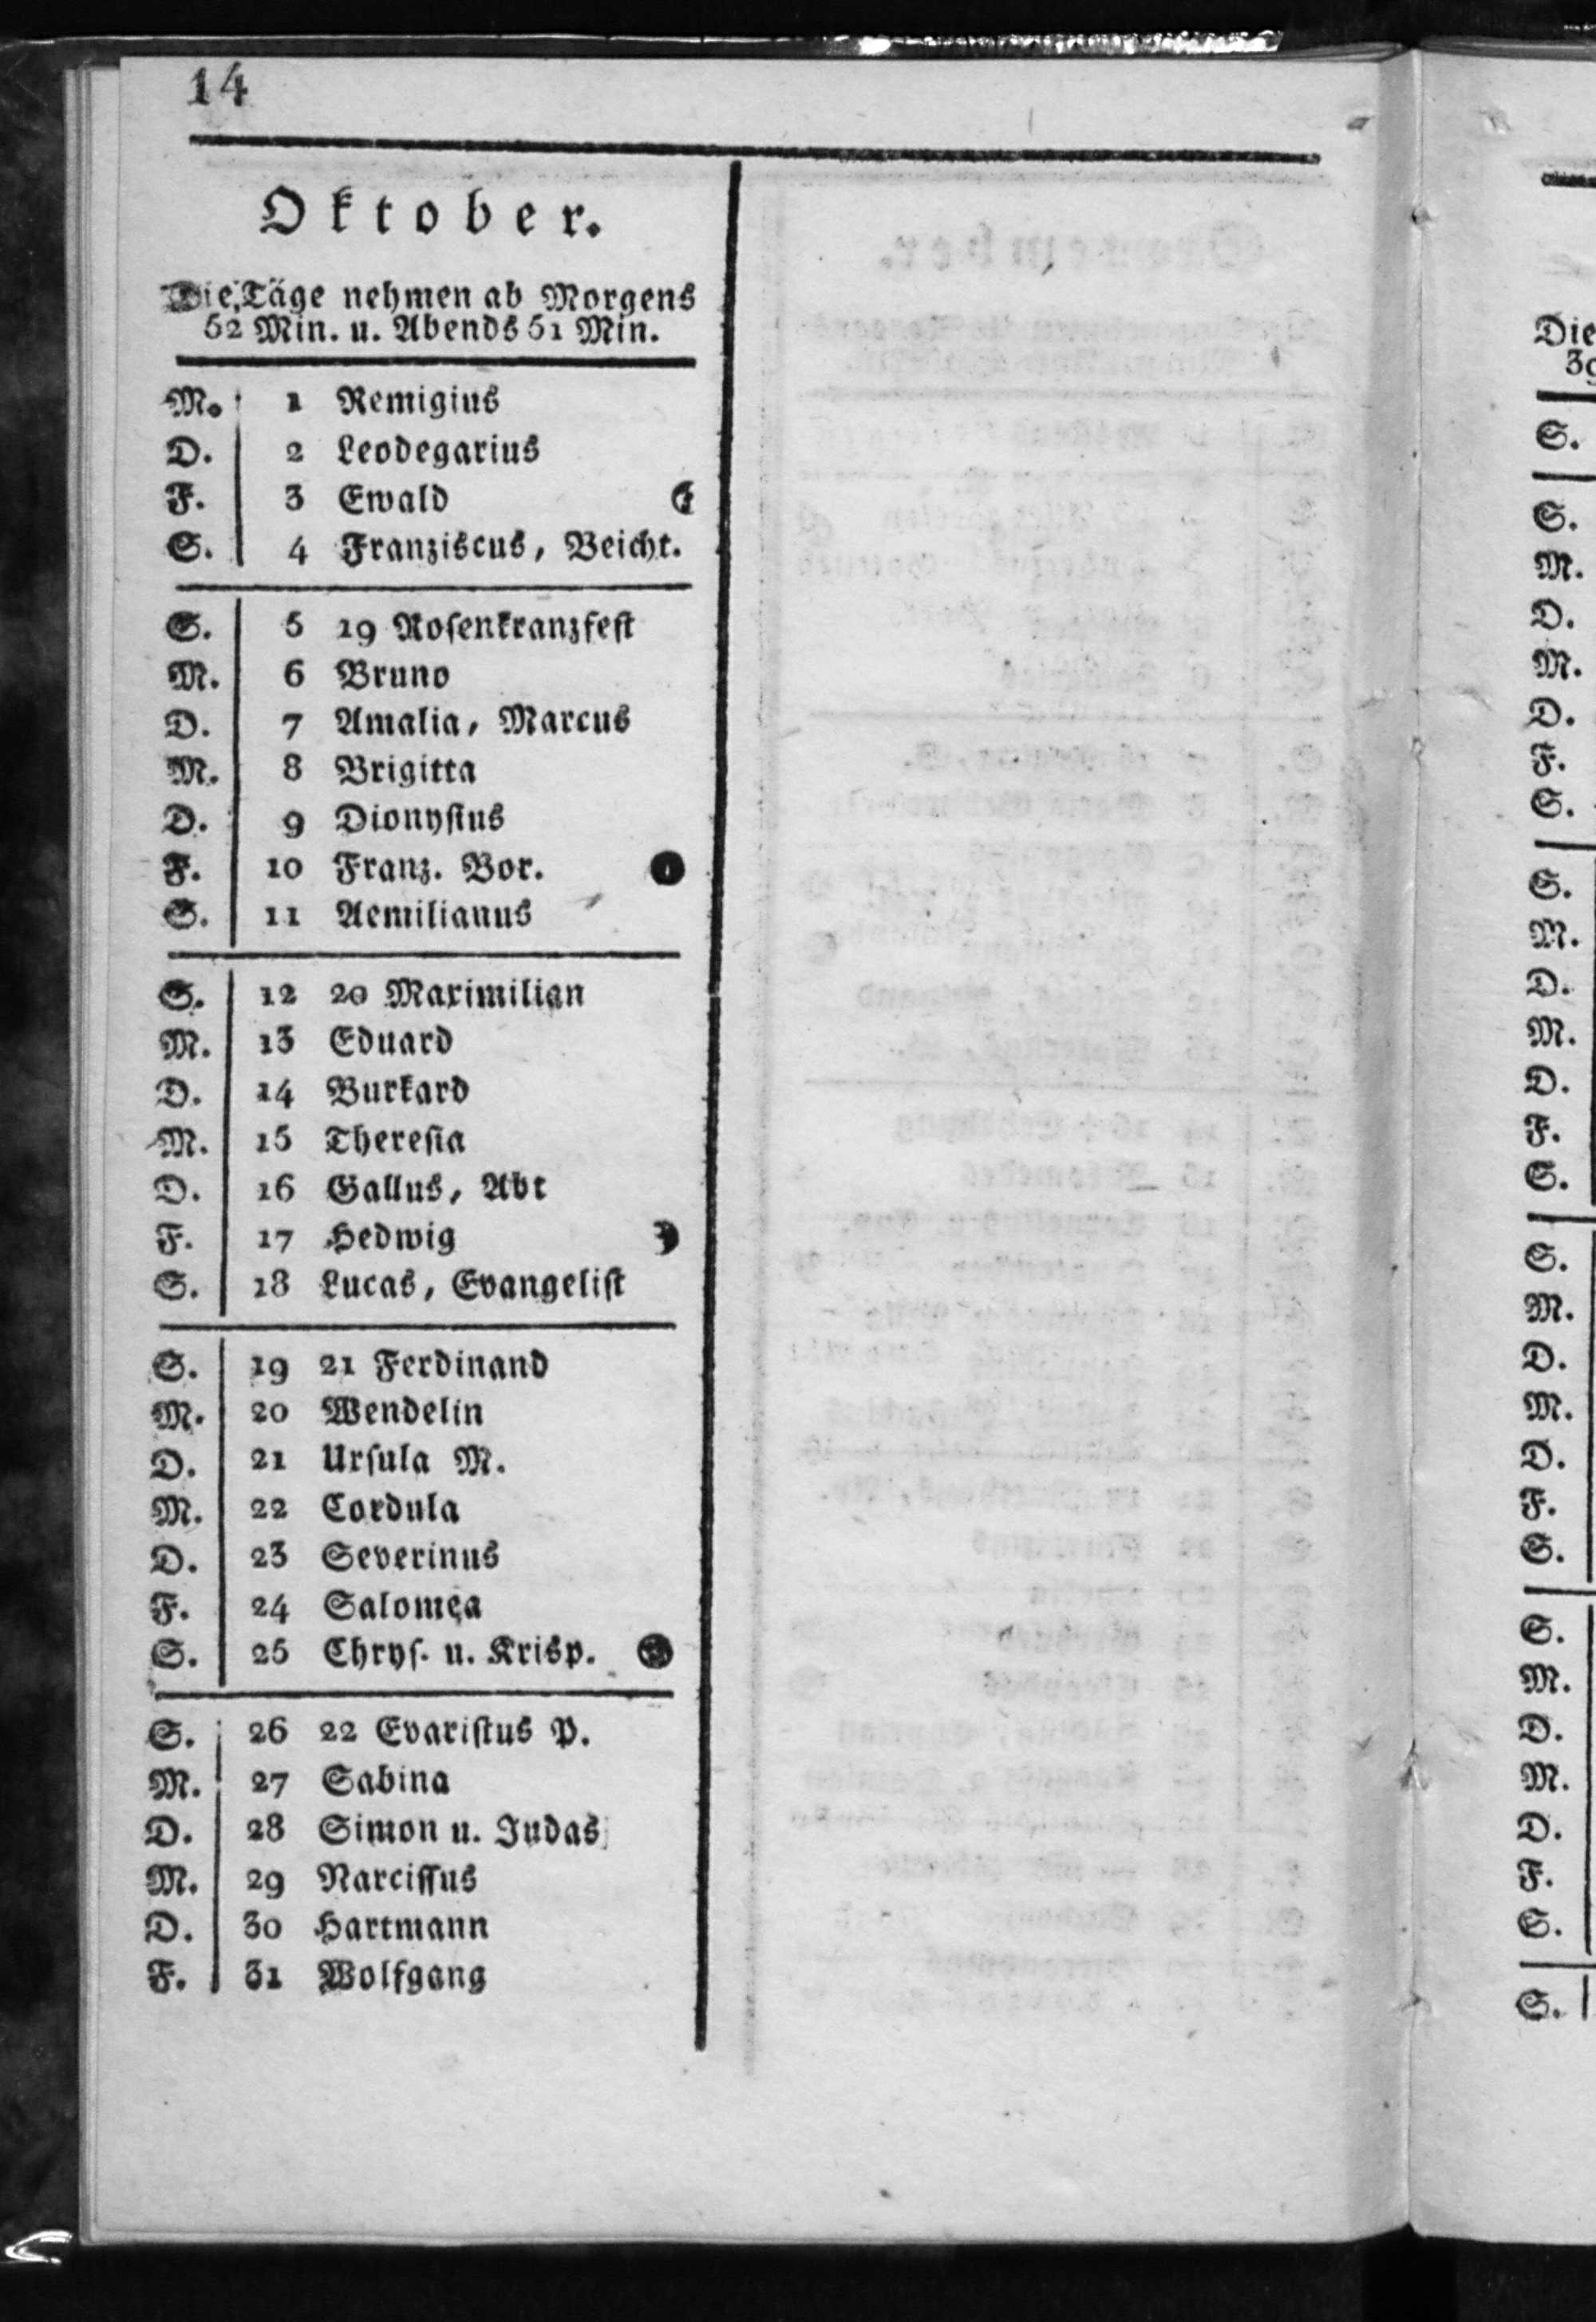 14
Oktober.
Die Täge nehmen ab Morgens
52 Min. u. Abends 51 Min.
M. 1 Remigius
D. 2 Leodegarius
F. 3 Ewald ☾
S. 4 Franziscus, Beicht.
S. 5 19 Rosenkranzfest
M. 6 Bruno
D. 7 Amalia, Marcus
M. 8 Brigitta
D. 9 Dionysius
F. 10 Franz. Bor. ●
S. 11 Aemilianus
S. 12 20 Maximilian
M. 13 Eduard
D. 14 Burkard
M. 15 Theresia
D. 16 Gallus, Abt
F. 17 Hedwig ☽
S. 18 Lucas, Evangelist
S. 19 21 Ferdinand
M. 20 Wendelin
D. 21 Ursula M.
M. 22 Cordula
D. 23 Severinus
F. 24 Salomea
S. 25 Chrys. u. Krisp.
S. 26 22 Evaristus P.
M. 27 Sabina
D. 28 Simon u. Judas
M. 29 Narcissus
D. 30 Hartmann
F. 31 Wolfgang
Die
S.
S.
M.
D.
M.
D.
F.
S.
S.
M.
D.
M.
D.
F.
S.
S.
M.
D.
M.
D.
F.
S.
S.
M.
D.
M.
D.
F.
S.
S.